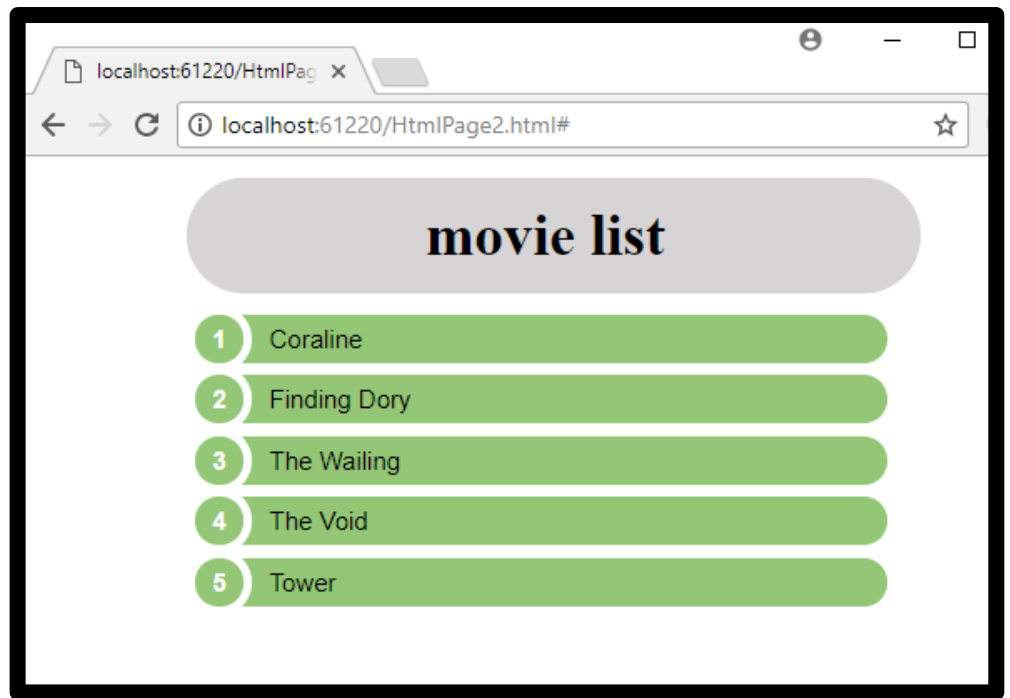 localhost:61220/HtmlPag
localhost:61220/HtmlPage2.html#
movie list
1 Coraline
2 Finding Dory
3 The Wailing
4 The Void
5 Tower